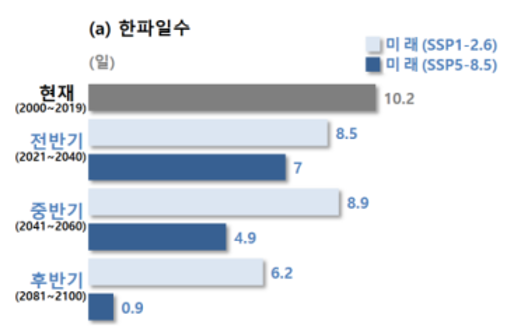 (a) 한파일수
(일)
미 래 (SSP1-2.6)
미 래 (SSP5-8.5)
현재
(2000~2019)
10.2
전반기
(2021~2040)
8.5
7
중반기
(2041~2060)
8.9
4.9
후반기
(2081~2100)
6.2
0.9